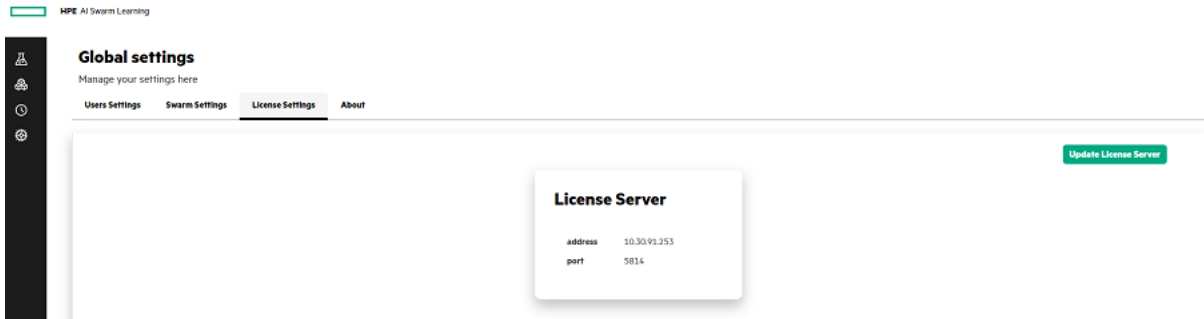 HPE AI Swarm Learning
Global settings
Manage your settings here
Users Settings Swarm Settings License Settings About
Update License Server
License Server
address 10.30.91.253
port 5814